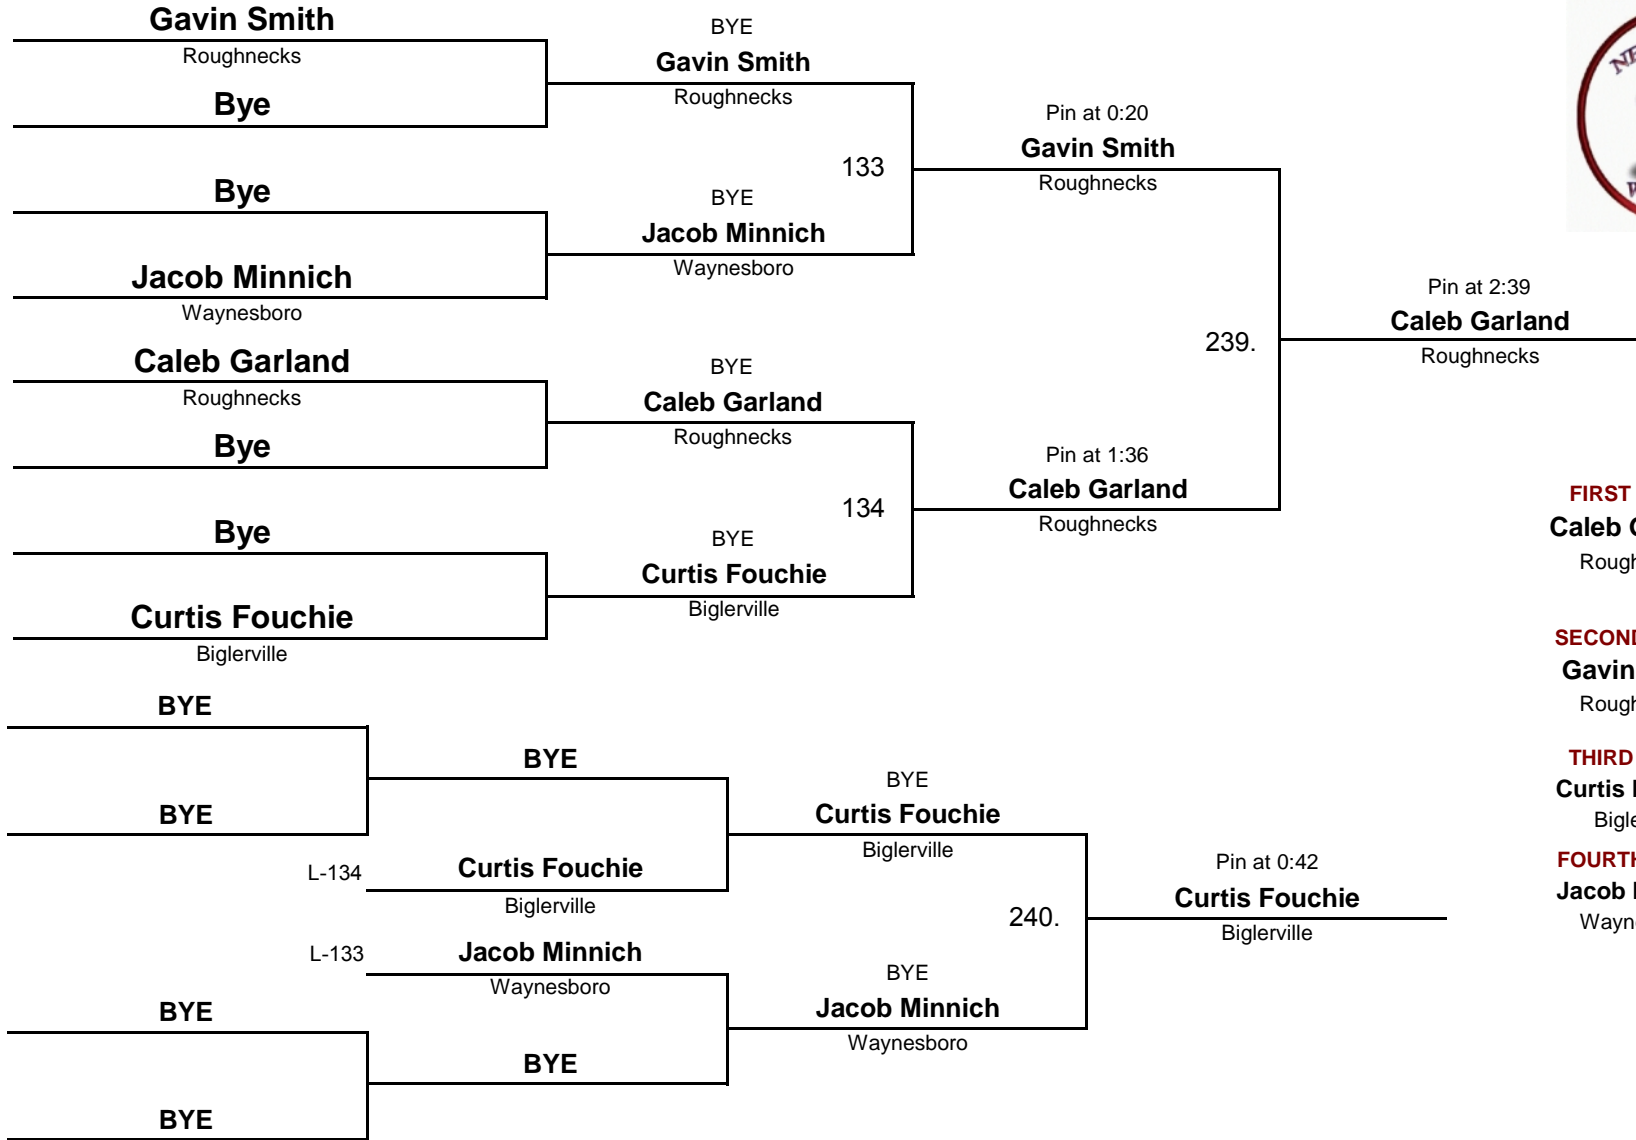 Gavin Smith
Roughnecks
Bye
Bye
Jacob Minnich
Waynesboro
Caleb Garland
Roughnecks
Bye
Bye
Curtis Fouchie
Biglerville
BYE
Gavin Smith
Roughnecks
133
BYE
Jacob Minnich
Waynesboro
BYE
Caleb Garland
Roughnecks
134
BYE
Curtis Fouchie
Biglerville
Pin at 0:20
Gavin Smith
Roughnecks
239.
Pin at 1:36
Caleb Garland
Roughnecks
Pin at 2:39
Caleb Garland
Roughnecks
FIRST
Caleb
SECOND
Gavin
THIRD
Curtis
FOURTH
Jacob
BYE
BYE
BYE
L-134
Curtis Fouchie
Biglerville
L-133
Jacob Minnich
Waynesboro
BYE
BYE
BYE
BYE
Curtis Fouchie
Biglerville
240.
BYE
Jacob Minnich
Waynesboro
Pin at 0:42
Curtis Fouchie
Biglerville